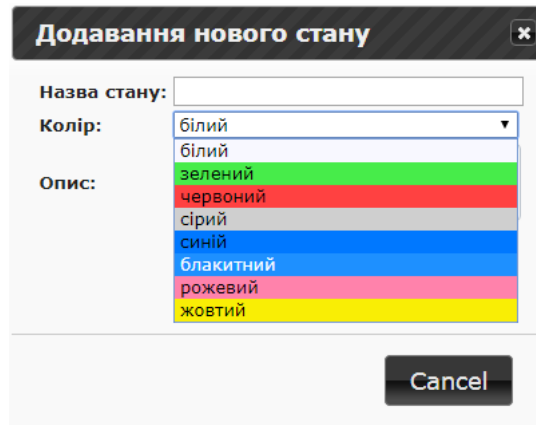 Додавання нового стану
Назва стану:
Колір: білий
білий
зелений
Опис:
червоний
сірий
синій
блакитний
рожевий
жовтий
Cancel